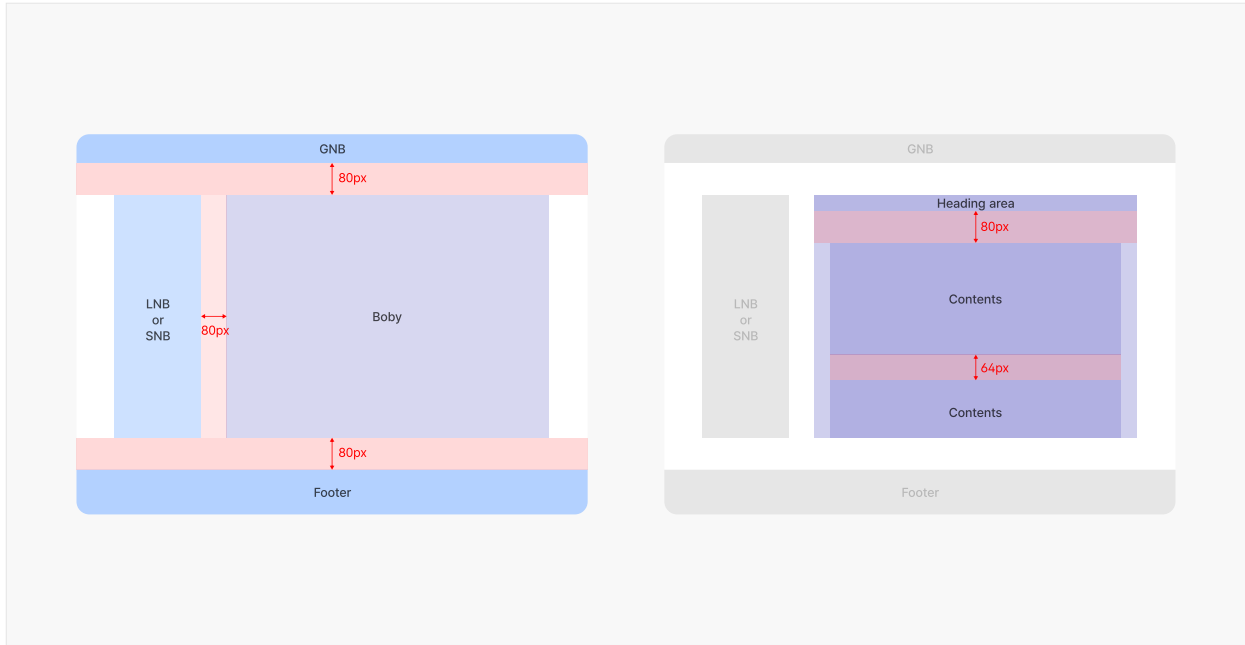 GNB
80px
LNB
or
SNB
80px
Boby
80px
Footer
GNB
LNB
or
SNB
Heading area
80px
Contents
64px
Contents
Footer